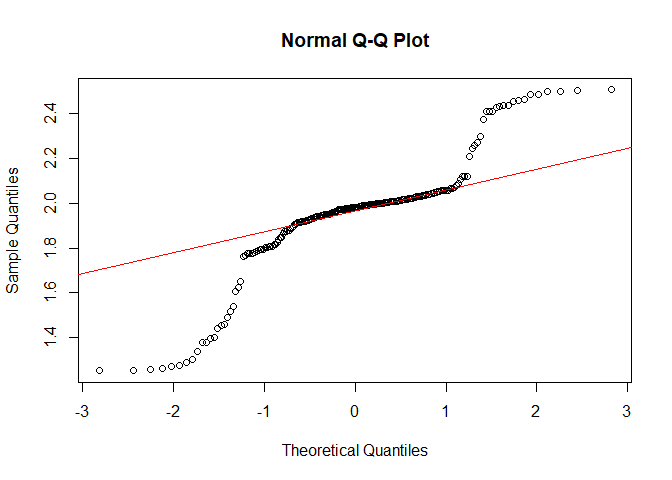 Normal Q-Q Plot
Sample Quantiles
2.4
2.2
2.0
1.8
1.6
1.4
-3 -2 -1 0 1 2 3
Theoretical Quantiles